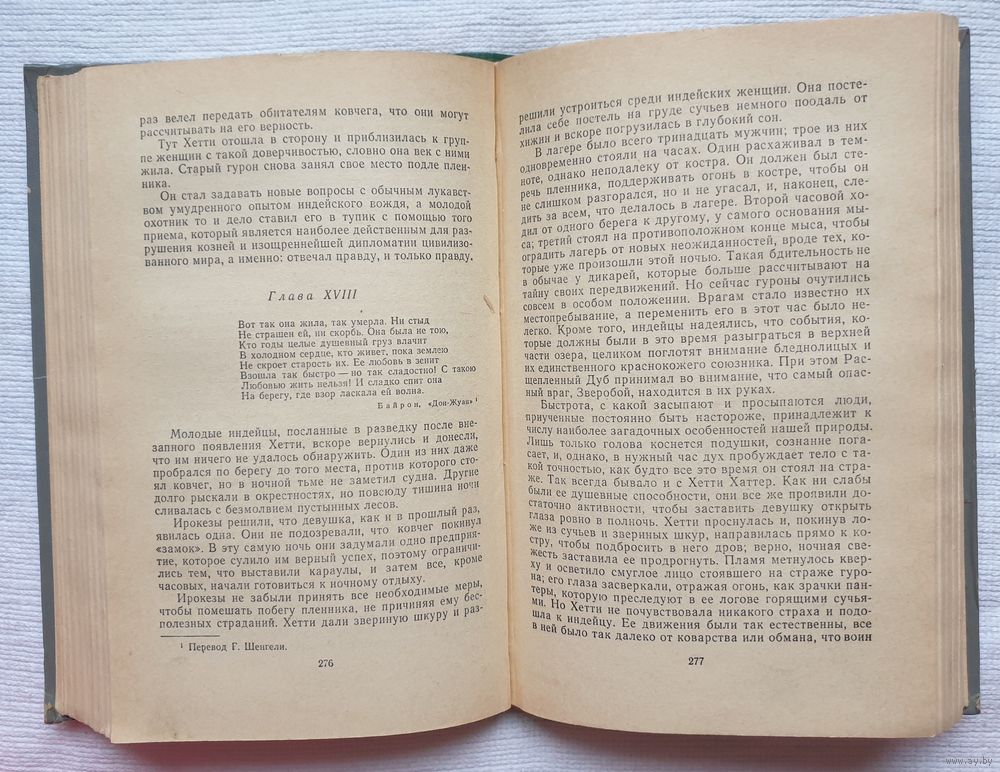 раз велел передать обитателям ковчега, что они могут
рассчитывать на его верность.
Тут Хетти отошла в сторону и приблизилась к груп-
пе женщин с такой доверчивостью, словно она век с ними
жила. Старый гурон снова занял свое место подле плен-
ника.
Он стал задавать новые вопросы с обычным лукавст-
вом умудренного опытом индейского вождя, а молодой
охотник то и дело ставил его в тупик с помощью того
приема, который является наиболее действенным для раз-
рушения козней и изощреннейшей дипломатии цивилизо-
ванного мира, а именно: отвечал правду, и только правду.
Глава XVIII
Вот так она жила, так умерла. Ни стыд
Не страшен ей, ни скорбь. Она была не тою,
Кто годы целые душевный груз влачит
В холодном сердце, кто живет, пока землею
Не скроет старость их. Ее любовь в зенит
Взошла так быстро — но так сладостно! С такою
Любовью жить нельзя! И сладко спит она
На берегу, где взор ласкала ей волна.
Байрон, «Дон-Жуан» ¹
Молодые индейцы, посланные в разведку после вне-
запного появления Хетти, вскоре вернулись и донесли,
что им ничего не удалось обнаружить. Один из них даже
пробрался по берегу до того места, против которого сто-
ял ковчег, но в ночной тьме не заметил судна. Другие
долго рыскали в окрестностях, но повсюду тишина ночи
сливалась с безмолвием пустынных лесов.
Ирокезы решили, что девушка, как и в прошлый раз,
явилась одна. Они не подозревали, что ковчег покинул
«замок». В эту самую ночь они задумали одно предприя-
тие, которое сулило им верный успех, поэтому ограничи-
лись тем, что выставили караулы, и затем все, кроме
часовых, начали готовиться к ночному отдыху.
Ирокезы не забыли принять все необходимые меры,
чтобы помешать побегу пленника, не причиняя ему бес-
полезных страданий. Хетти дали звериную шкуру и раз-
¹ Перевод Г. Шенгели.
276
решили устроиться среди индейских женщин. Она посте-
лила себе постель на груде сучьев немного поодаль от
хижин и вскоре погрузилась в глубокий сон.
В лагере было всего тринадцать мужчин; трое из них
одновременно стояли на часах. Один расхаживал в тем-
ноте, однако неподалеку от костра. Он должен был сте-
речь пленника, поддерживать огонь в костре, чтобы он
не слишком разгорался, но и не угасал, и, наконец, сле-
дить за всем, что делалось в лагере. Второй часовой хо-
дил от одного берега к другому, у самого основания мы-
са; третий стоял на противоположном конце мыса, чтобы
оградить лагерь от новых неожиданностей, вроде тех, ко-
торые уже произошли этой ночью. Такая бдительность не
в обычае у дикарей, которые больше рассчитывают на
тайну своих передвижений. Но сейчас гуроны очутились
совсем в особом положении. Врагам стало известно их
местопребывание, а переменить его в этот час было не-
легко. Кроме того, индейцы надеялись, что события, ко-
торые должны были в это время разыграться в верхней
части озера, целиком поглотят внимание бледнолицых и
их единственного краснокожего союзника. При этом Рас-
щепленный Дуб принимал во внимание, что самый опас-
ный враг, Зверобой, находится в их руках.
Быстрота, с какой засыпают и просыпаются люди,
приученные постоянно быть настороже, принадлежит к
числу наиболее загадочных особенностей нашей природы.
Лишь только голова коснется подушки, сознание пога-
сает, и, однако, в нужный час дух пробуждает тело с та-
кой точностью, как будто все это время он стоял на стра-
же. Так всегда бывало и с Хетти Хаттер. Как ни слабы
были ее душевные способности, они все же проявили до-
статочно активности, чтобы заставить девушку открыть
глаза ровно в полночь. Хетти проснулась и, покинув ло-
же из сучьев и звериных шкур, направилась прямо к ко-
стру, чтобы подбросить в него дров; верно, ночная све-
жесть заставила ее продрогнуть. Пламя метнулось квер-
ху и осветило смуглое лицо стоявшего на страже гуро-
на; его глаза засверкали, отражая огонь, как зрачки пан-
теры, которую преследуют в ее логове горящими сучья-
ми. Но Хетти не почувствовала никакого страха и подо-
шла к индейцу. Ее движения были так естественны, все
в ней было так далеко от коварства или обмана, что воин
277
www.ay.by